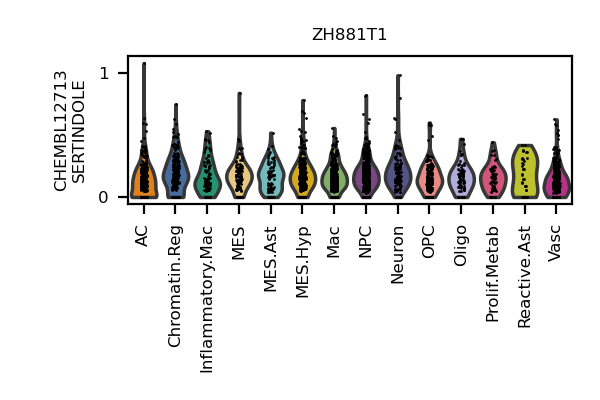 ZH881T1
CHEMBL12713
SERTINDOLE
1
0
AC
Chromatin.Reg
Inflammatory.Mac
MES
MES.Ast
MES.Hyp
Mac
NPC
Neuron
OPC
Oligo
Prolif.Metab
Reactive.Ast
Vasc